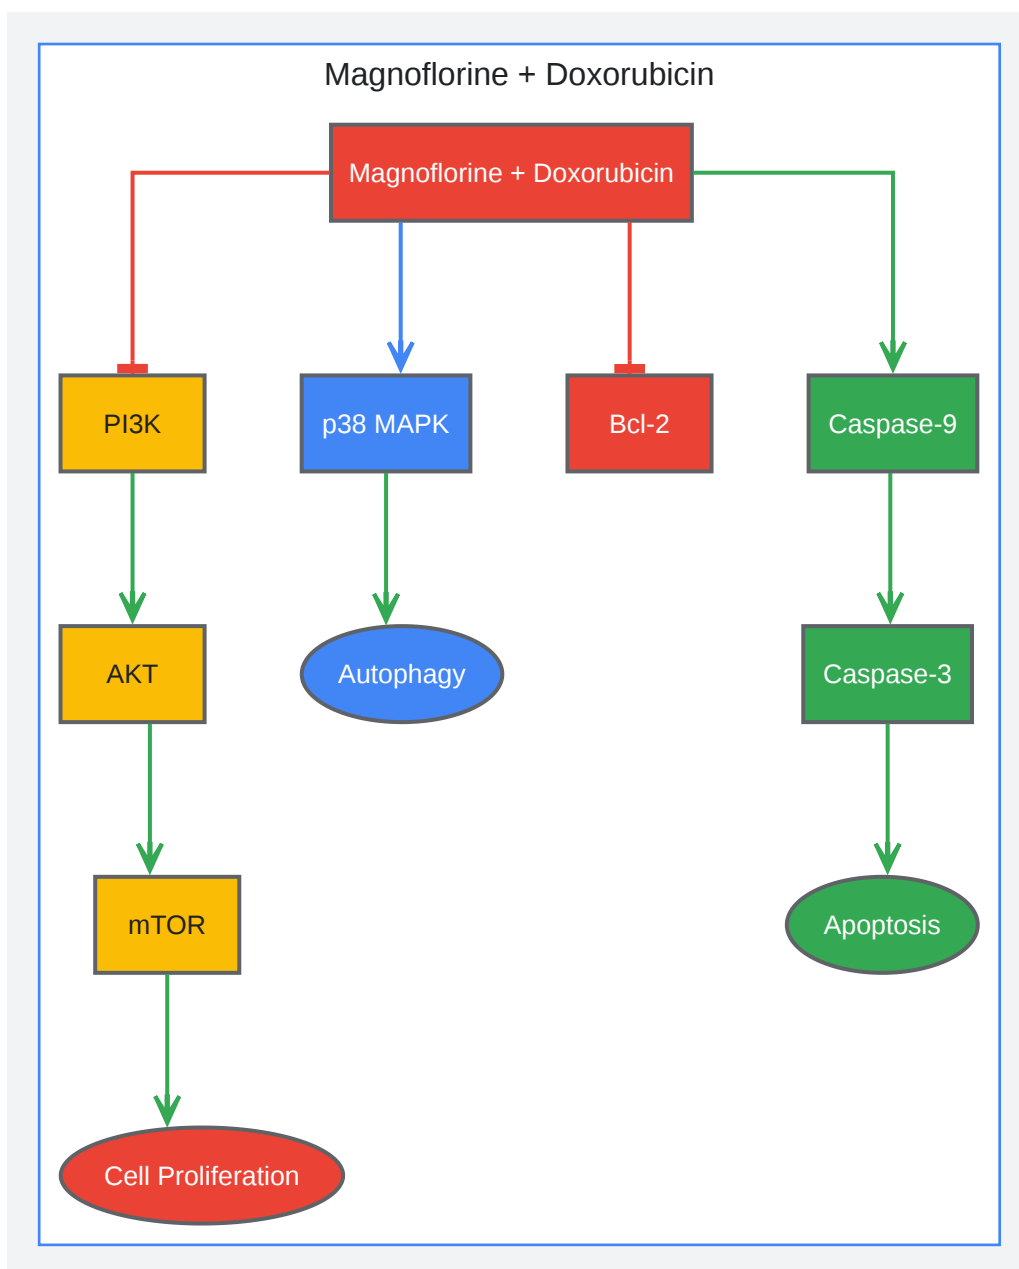 Magnoflorine + Doxorubicin
Magnoflorine + Doxorubicin
PI3K
p38 MAPK
Bcl-2
Caspase-9
AKT
Autophagy
Caspase-3
mTOR
Apoptosis
Cell Proliferation